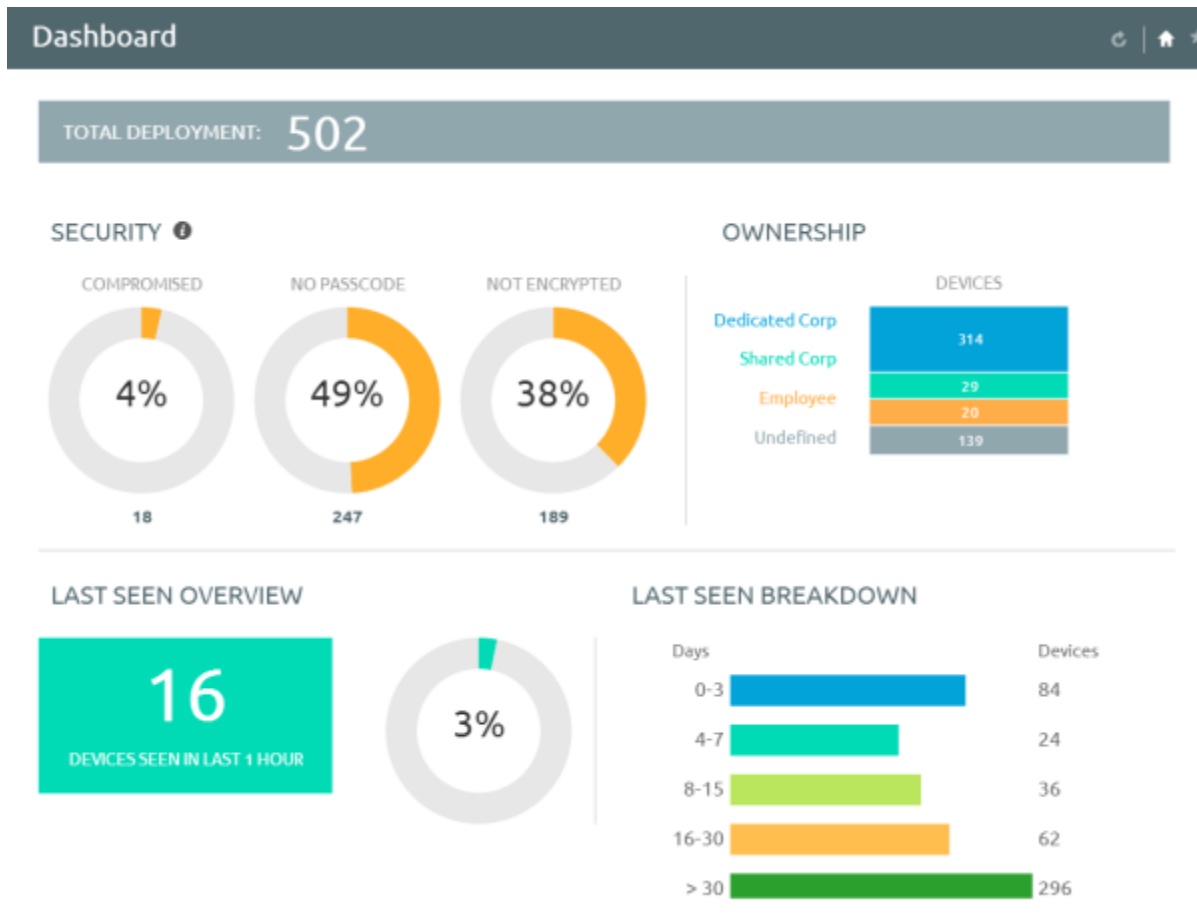 Dashboard
TOTAL DEPLOYMENT: 502
SECURITY i
COMPROMISED NO PASSCODE NOT ENCRYPTED
4% 49% 38%
18 247 189
OWNERSHIP
DEVICES
Dedicated Corp 314
Shared Corp 29
Employee 20
Undefined 139
LAST SEEN OVERVIEW
16
DEVICES SEEN IN LAST 1 HOUR
3%
LAST SEEN BREAKDOWN
Days Devices
0-3 84
4-7 24
8-15 36
16-30 62
> 30 296